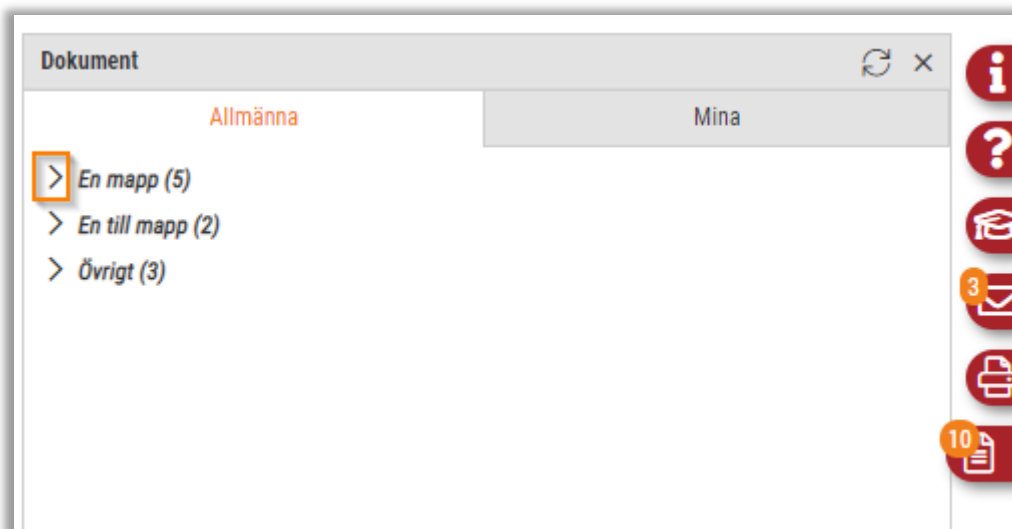 Dokument
Allmänna
Mina
En mapp (5)
En till mapp (2)
Övrigt (3)
3
10